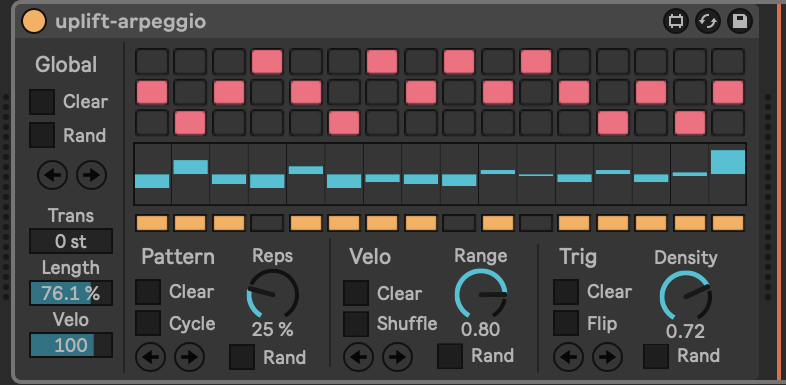 uplift-arpeggio
Global
Clear
Rand
Trans
0 st
Length
76.1 %
Velo
100
Pattern
Clear
Cycle
Reps
25 %
Rand
Velo
Clear
Shuffle
Range
0.80
Rand
Trig
Clear
Flip
Density
0.72
Rand